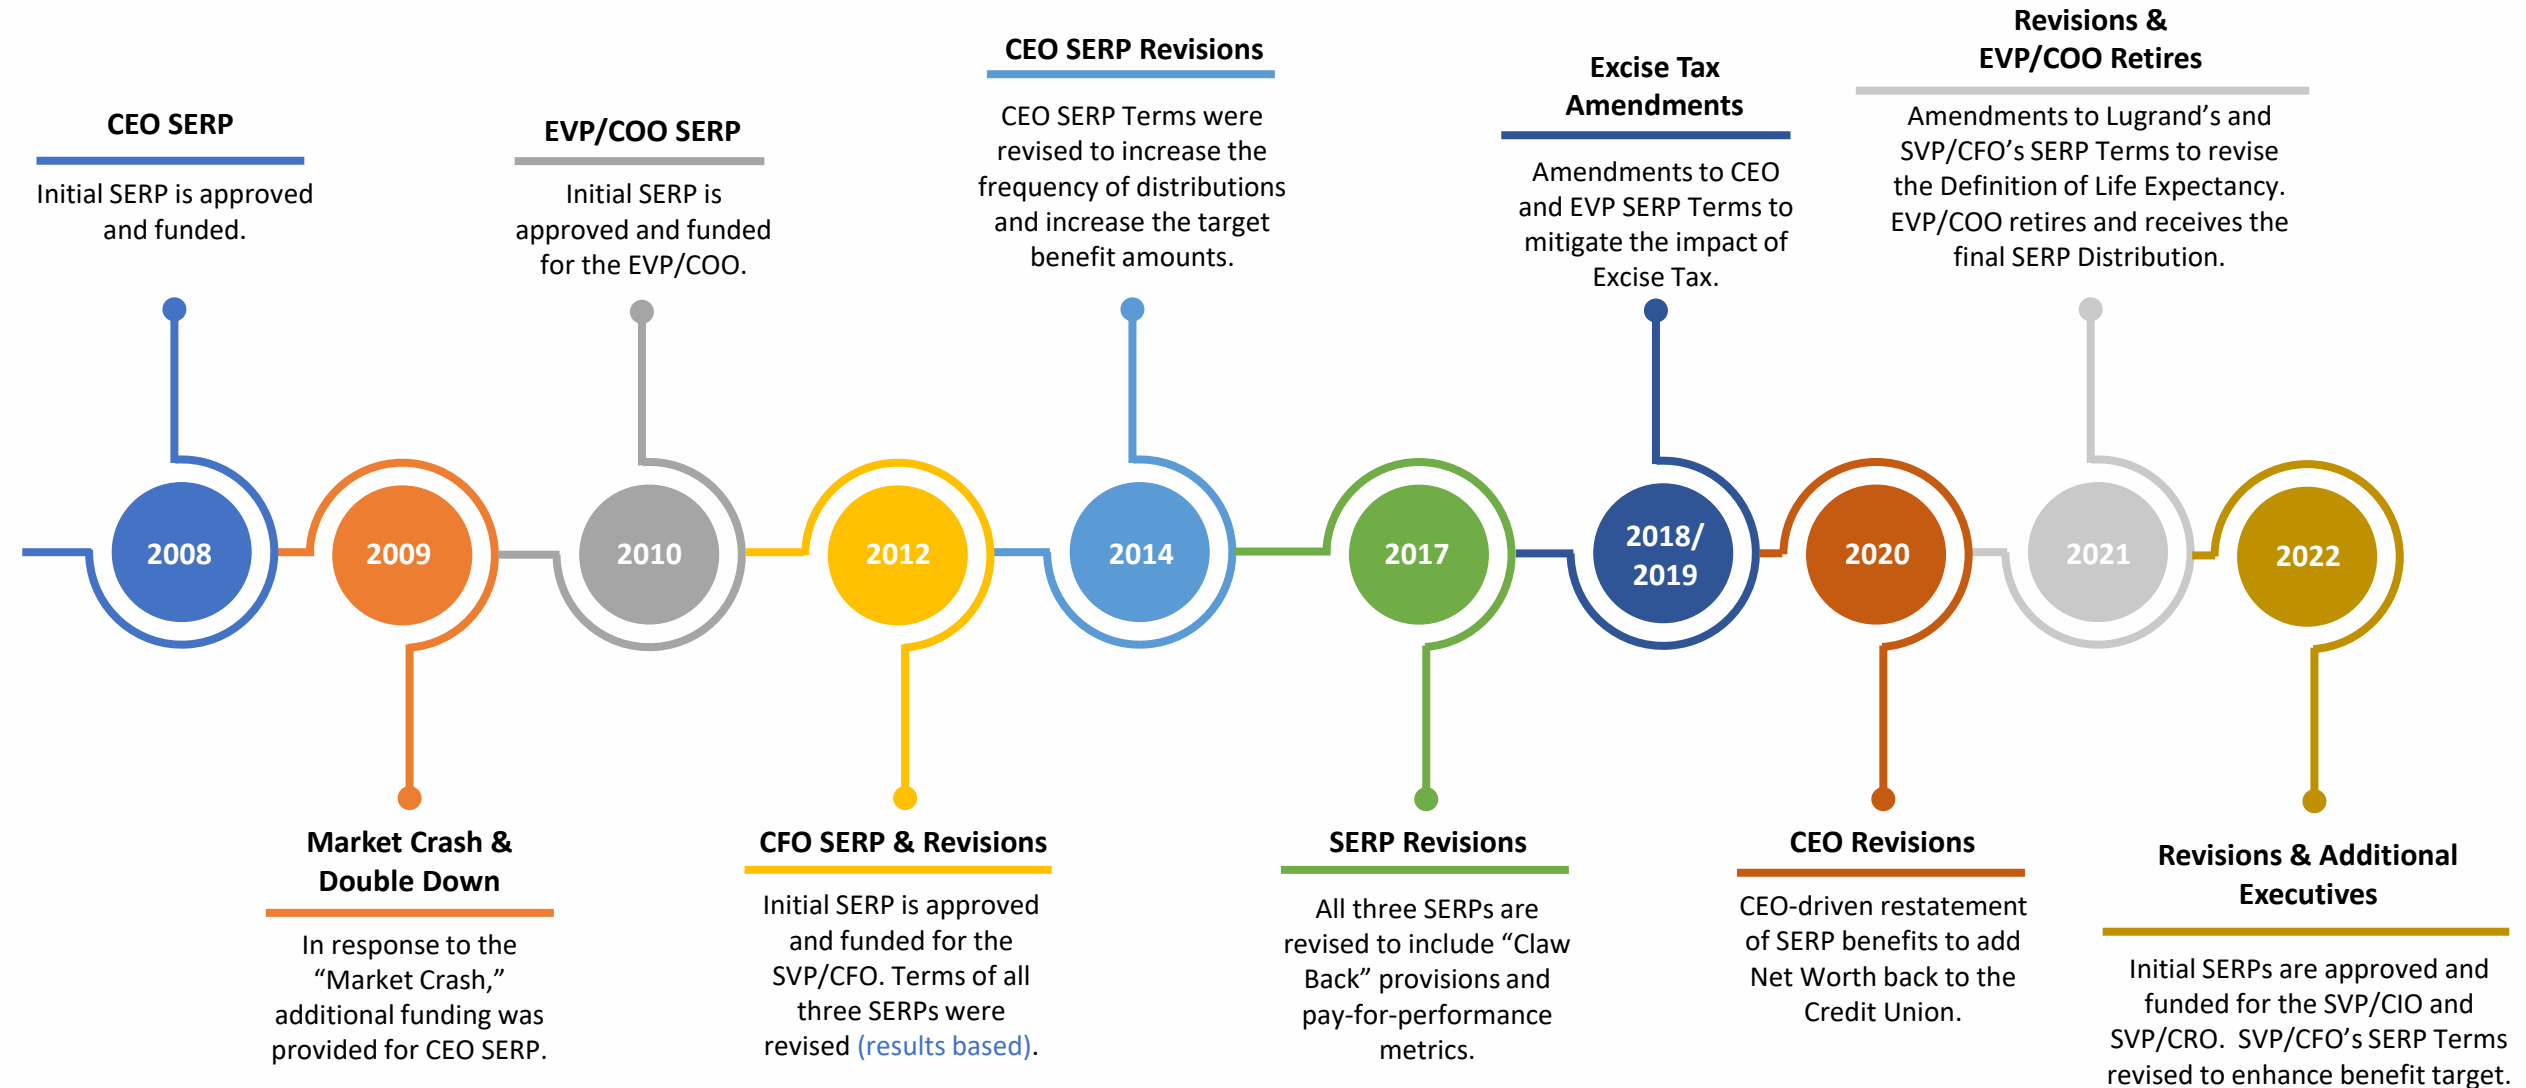 CEO SERP
Initial SERP is approved
and funded.
2008
2009
Market Crash &
Double Down
In response to the
“Market Crash,”
additional funding was
provided for CEO SERP.
EVP/COO SERP
Initial SERP is
approved and funded
for the EVP/COO.
2010
2012
CFO SERP & Revisions
Initial SERP is approved
and funded for the
SVP/CFO. Terms of all
three SERPs were
revised (results based).
CEO SERP Revisions
CEO SERP Terms were
revised to increase the
frequency of distributions
and increase the target
benefit amounts.
2014
2017
SERP Revisions
All three SERPs are
revised to include “Claw
Back” provisions and
pay-for-performance
metrics.
Excise Tax
Amendments
Amendments to CEO
and EVP SERP Terms to
mitigate the impact of
Excise Tax.
2018/
2019
2020
CEO Revisions
CEO-driven restatement
of SERP benefits to add
Net Worth back to the
Credit Union.
Revisions &
EVP/COO Retires
Amendments to Lugrand’s and
SVP/CFO’s SERP Terms to revise
the Definition of Life Expectancy.
EVP/COO retires and receives the
final SERP Distribution.
2021
2022
Revisions & Additional
Executives
Initial SERPs are approved and
funded for the SVP/CIO and
SVP/CRO. SVP/CFO’s SERP Terms
revised to enhance benefit target.